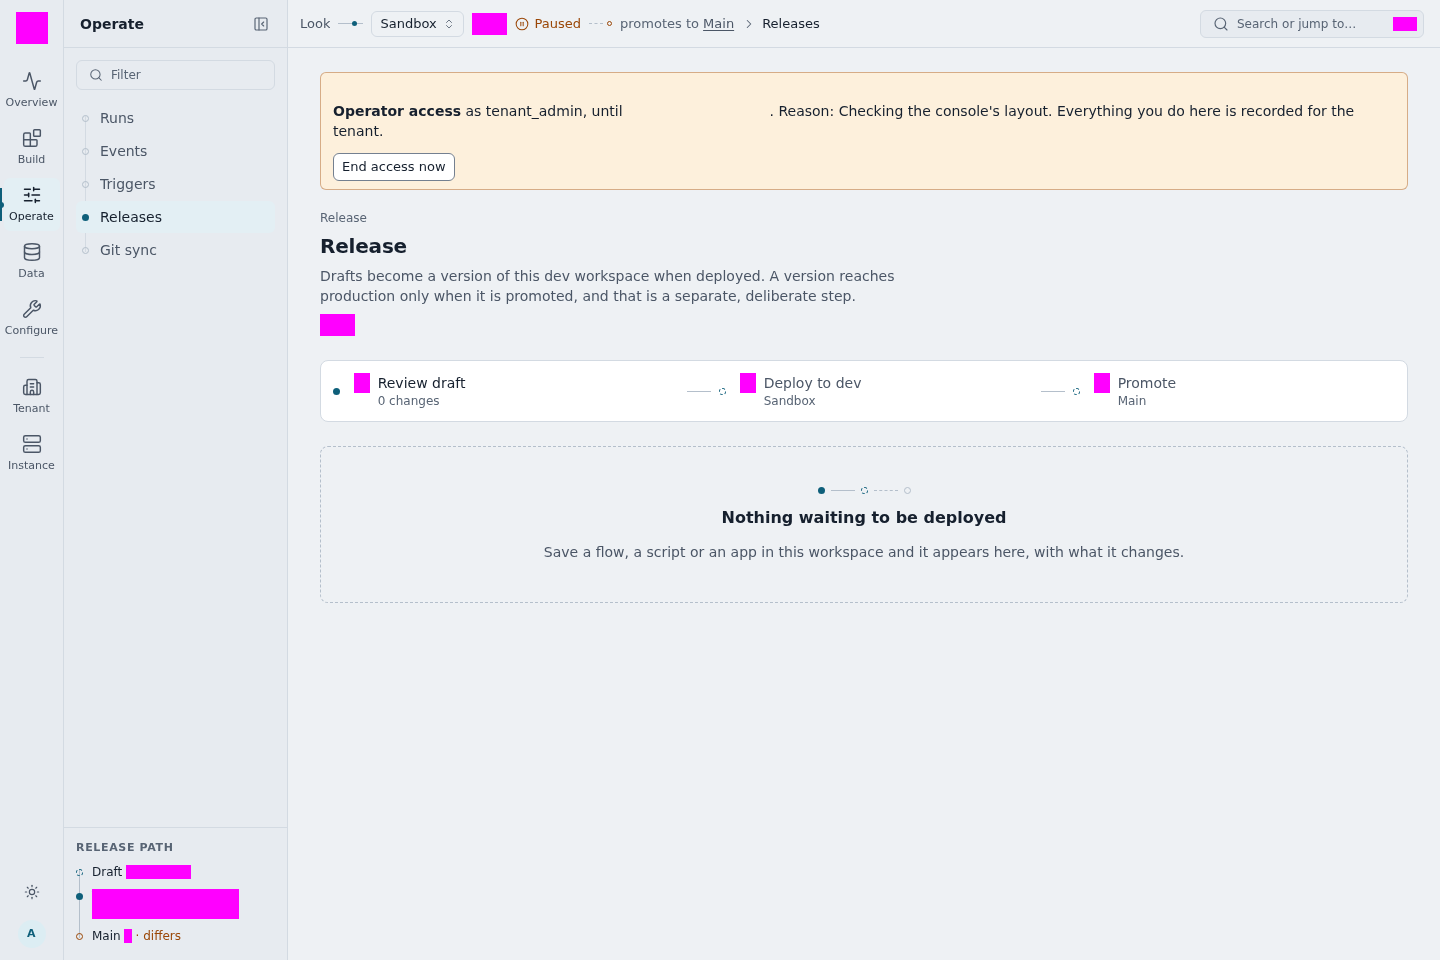 Operate
Look
Sandbox
Paused
promotes to Main
Releases
Search or jump to...
Overview
Build
Operate
Data
Configure
Tenant
Instance
A
Filter
Runs
Events
Triggers
Releases
Git sync
Operator access as tenant_admin, until . Reason: Checking the console's layout. Everything you do here is recorded for the
tenant.
End access now
Release
Release
Drafts become a version of this dev workspace when deployed. A version reaches
production only when it is promoted, and that is a separate, deliberate step.
Review draft
0 changes
Deploy to dev
Sandbox
Promote
Main
Nothing waiting to be deployed
Save a flow, a script or an app in this workspace and it appears here, with what it changes.
RELEASE PATH
Draft
Main · differs